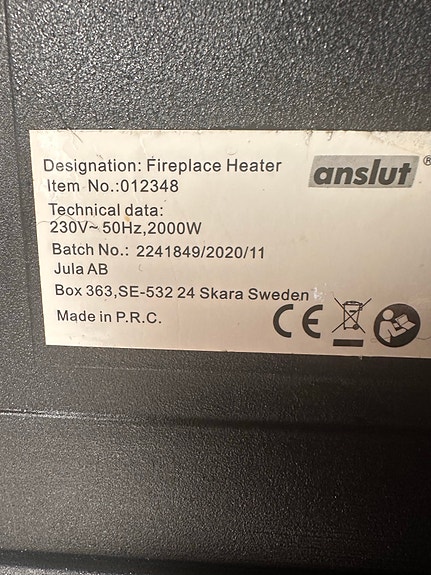 Designation: Fireplace Heater
anslut®
Item No.:012348
Technical data:
230V~ 50Hz,2000W
Batch No.: 2241849/2020/11
Jula AB
Box 363,SE-532 24 Skara Sweden
Made in P.R.C.
CE